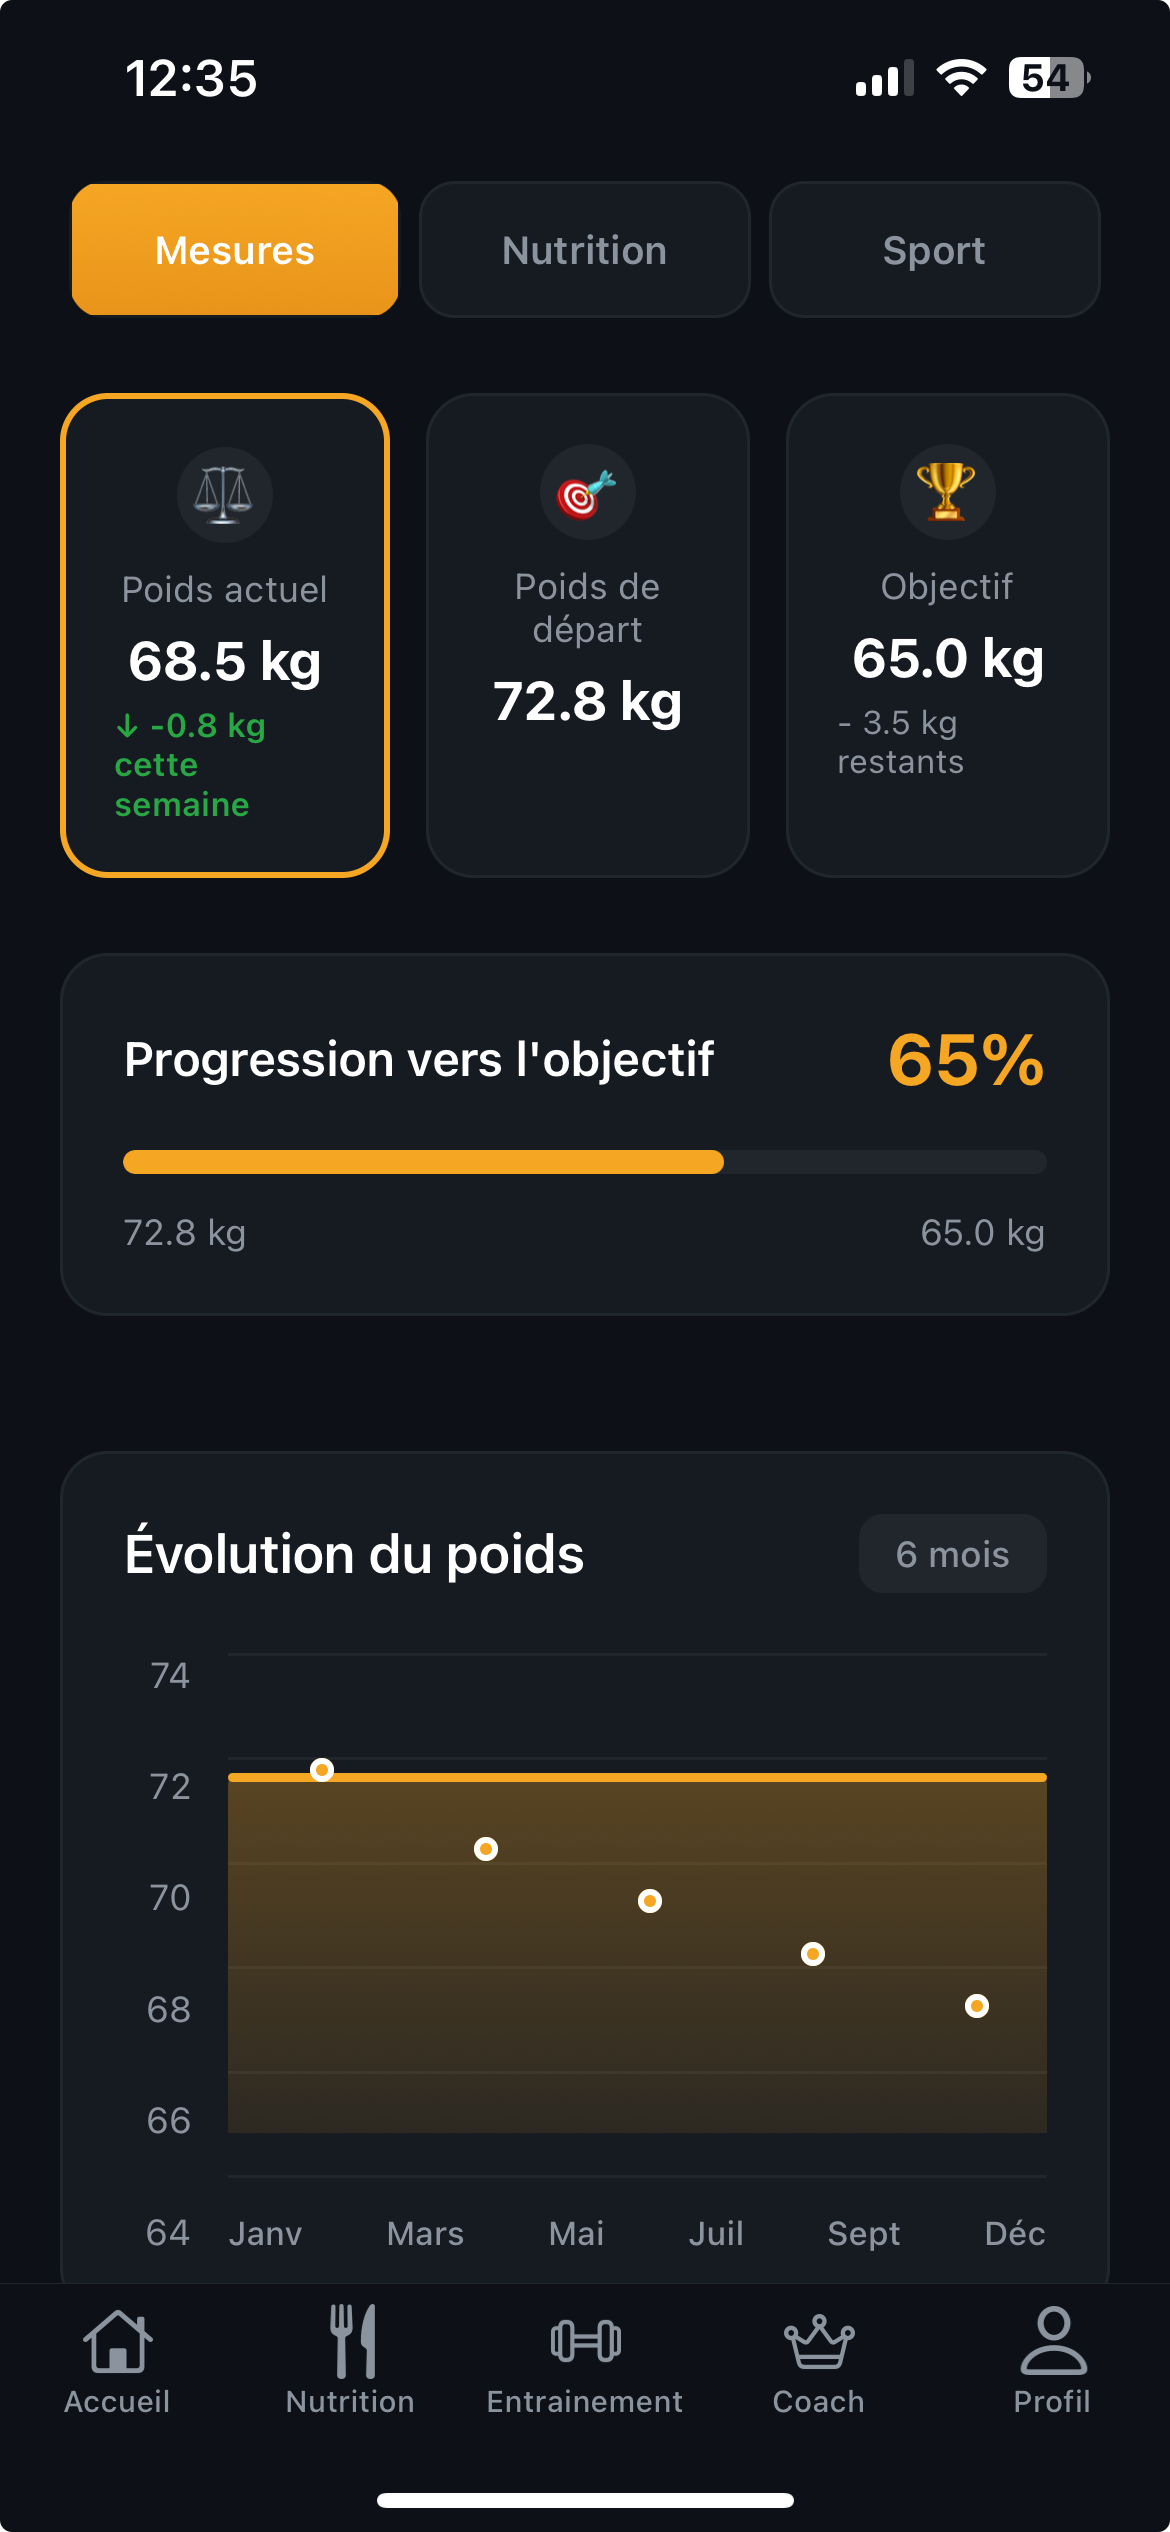 12:35
54
Mesures
Nutrition
Sport
Poids actuel
68.5 kg
↓ -0.8 kg
cette
semaine
Poids de
départ
72.8 kg
Objectif
65.0 kg
- 3.5 kg
restants
Progression vers l'objectif
65%
72.8 kg
65.0 kg
Évolution du poids
6 mois
74
72
70
68
66
64
Janv
Mars
Mai
Juil
Sept
Déc
Accueil
Nutrition
Entrainement
Coach
Profil